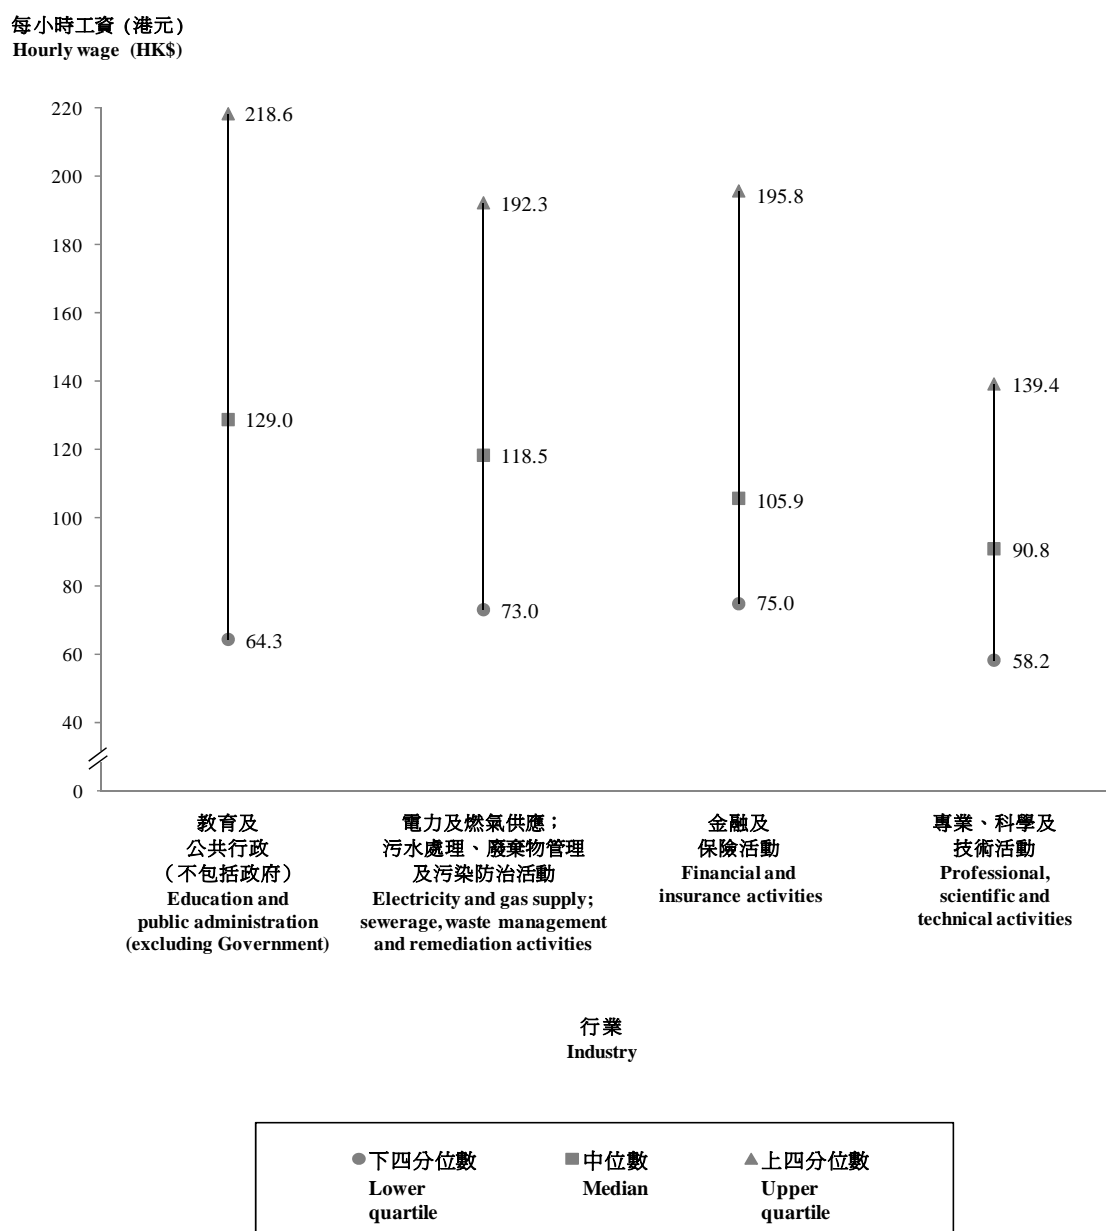 每小時工資 (港元)
Hourly wage (HK$)
220
200
180
160
140
120
100
80
60
40
0
218.6
129.0
64.3
192.3
118.5
73.0
195.8
105.9
75.0
139.4
90.8
58.2
教育及
公共行政
（不包括政府）
Education and
public administration
(excluding Government)
電力及燃氣供應；
污水處理、廢棄物管理
及污染防治活動
Electricity and gas supply;
sewerage, waste management
and remediation activities
金融及
保險活動
Financial and
insurance activities
專業、科學及
技術活動
Professional,
scientific and
technical activities
行業
Industry
下四分位數
Lower
quartile
中位數
Median
上四分位數
Upper
quartile